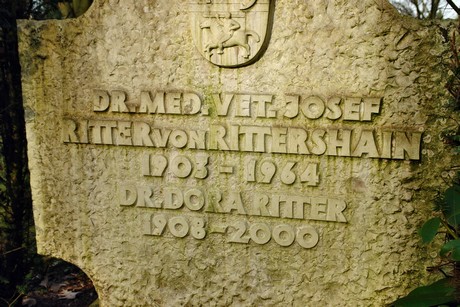 DR. MED. VET. JOSEF
RITTER VON RITTERSHAIN
1903 - 1964
DR. DORA RITTER
1908 - 2000